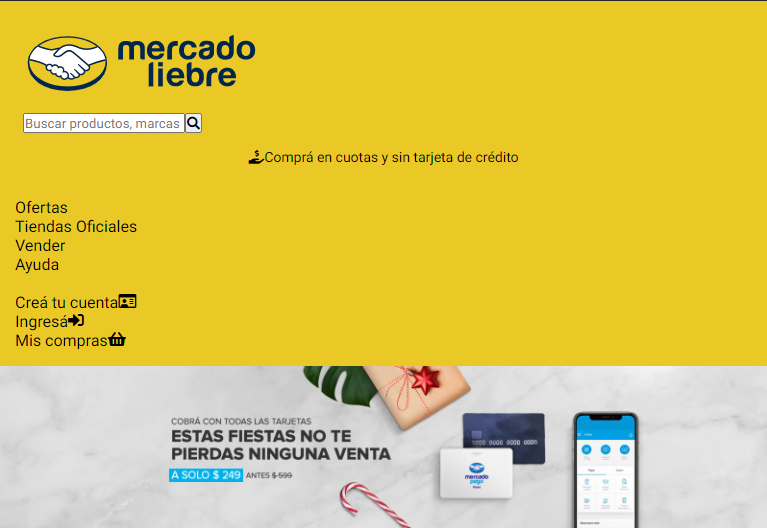 mercado
liebre
Buscar productos, marcas
Comprá en cuotas y sin tarjeta de crédito
Ofertas
Tiendas Oficiales
Vender
Ayuda
Creá tu cuenta
Ingresá
Mis compras
COBRÁ CON TODAS LAS TARJETAS
ESTAS FIESTAS NO TE
PIERDAS NINGUNA VENTA
A SOLO $ 249 ANTES $ 599
mercado
pago